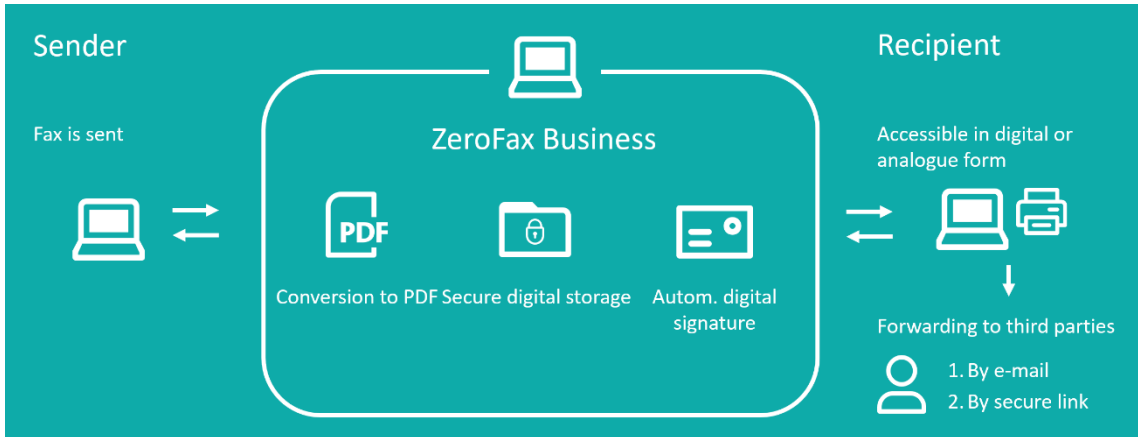 Sender
Fax is sent
ZeroFax Business
PDF
Conversion to PDF
Secure digital storage
Autom. digital
signature
Recipient
Accessible in digital or
analogue form
Forwarding to third parties
1. By e-mail
2. By secure link